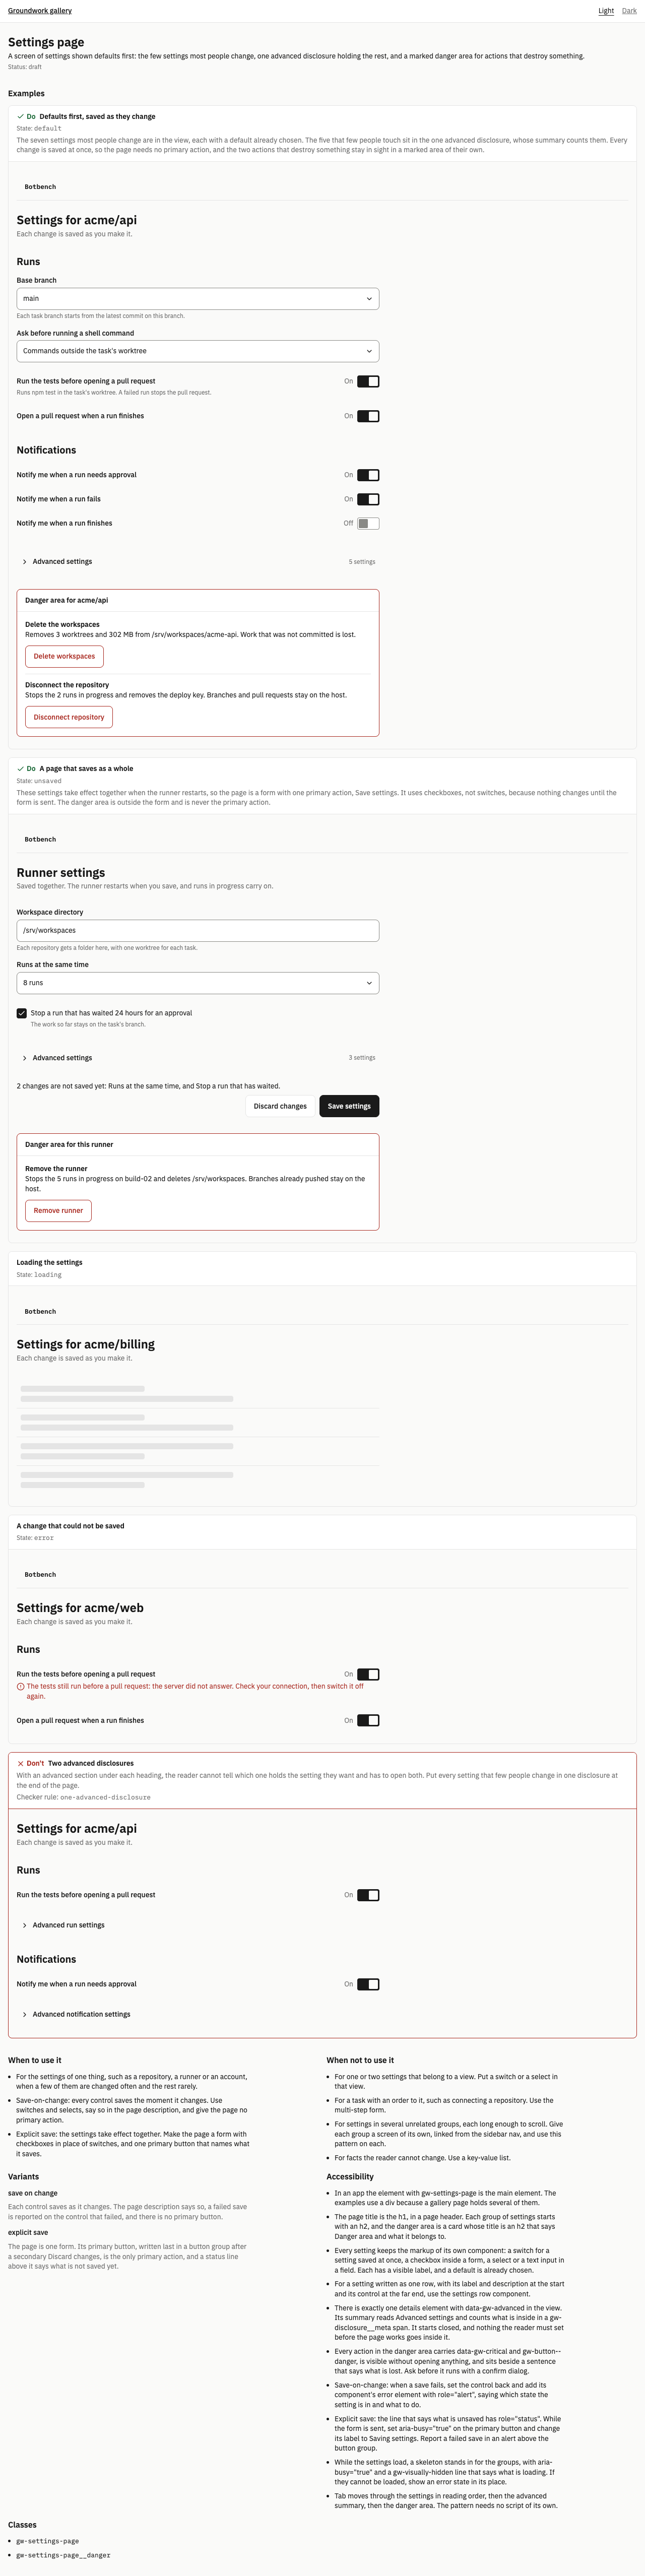 Groundwork gallery
Light Dark
Settings page
A screen of settings shown defaults first: the few settings most people change, one advanced disclosure holding the rest, and a marked danger area for actions that destroy something.
Status: draft
Examples
Do Defaults first, saved as they change
State: default
The seven settings most people change are in the view, each with a default already chosen. The five that few people touch sit in the one advanced disclosure, whose summary counts them. Every
change is saved at once, so the page needs no primary action, and the two actions that destroy something stay in sight in a marked area of their own.
Botbench
Settings for acme/api
Each change is saved as you make it.
Runs
Base branch
main
Each task branch starts from the latest commit on this branch.
Ask before running a shell command
Commands outside the task's worktree
Run the tests before opening a pull request On
Runs npm test in the task's worktree. A failed run stops the pull request.
Open a pull request when a run finishes On
Notifications
Notify me when a run needs approval On
Notify me when a run fails On
Notify me when a run finishes Off
Advanced settings 5 settings
Danger area for acme/api
Delete the workspaces
Removes 3 worktrees and 302 MB from /srv/workspaces/acme-api. Work that was not committed is lost.
Delete workspaces
Disconnect the repository
Stops the 2 runs in progress and removes the deploy key. Branches and pull requests stay on the host.
Disconnect repository
Do A page that saves as a whole
State: unsaved
These settings take effect together when the runner restarts, so the page is a form with one primary action, Save settings. It uses checkboxes, not switches, because nothing changes until the
form is sent. The danger area is outside the form and is never the primary action.
Botbench
Runner settings
Saved together. The runner restarts when you save, and runs in progress carry on.
Workspace directory
/srv/workspaces
Each repository gets a folder here, with one worktree for each task.
Runs at the same time
8 runs
Stop a run that has waited 24 hours for an approval
The work so far stays on the task's branch.
Advanced settings 3 settings
2 changes are not saved yet: Runs at the same time, and Stop a run that has waited.
Discard changes Save settings
Danger area for this runner
Remove the runner
Stops the 5 runs in progress on build-02 and deletes /srv/workspaces. Branches already pushed stay on the
host.
Remove runner
Loading the settings
State: loading
Botbench
Settings for acme/billing
Each change is saved as you make it.
A change that could not be saved
State: error
Botbench
Settings for acme/web
Each change is saved as you make it.
Runs
Run the tests before opening a pull request On
The tests still run before a pull request: the server did not answer. Check your connection, then switch it off
again.
Open a pull request when a run finishes On
Don't Two advanced disclosures
With an advanced section under each heading, the reader cannot tell which one holds the setting they want and has to open both. Put every setting that few people change in one disclosure at
the end of the page.
Checker rule: one-advanced-disclosure
Settings for acme/api
Each change is saved as you make it.
Runs
Run the tests before opening a pull request On
Advanced run settings
Notifications
Notify me when a run needs approval On
Advanced notification settings
When to use it
For the settings of one thing, such as a repository, a runner or an account,
when a few of them are changed often and the rest rarely.
Save-on-change: every control saves the moment it changes. Use
switches and selects, say so in the page description, and give the page no
primary action.
Explicit save: the settings take effect together. Make the page a form with
checkboxes in place of switches, and one primary button that names what
it saves.
When not to use it
For one or two settings that belong to a view. Put a switch or a select in
that view.
For a task with an order to it, such as connecting a repository. Use the
multi-step form.
For settings in several unrelated groups, each long enough to scroll. Give
each group a screen of its own, linked from the sidebar nav, and use this
pattern on each.
For facts the reader cannot change. Use a key-value list.
Variants
save on change
Each control saves as it changes. The page description says so, a failed save
is reported on the control that failed, and there is no primary button.
explicit save
The page is one form. Its primary button, written last in a button group after
a secondary Discard changes, is the only primary action, and a status line
above it says what is not saved yet.
Accessibility
In an app the element with gw-settings-page is the main element. The
examples use a div because a gallery page holds several of them.
The page title is the h1, in a page header. Each group of settings starts
with an h2, and the danger area is a card whose title is an h2 that says
Danger area and what it belongs to.
Every setting keeps the markup of its own component: a switch for a
setting saved at once, a checkbox inside a form, a select or a text input in
a field. Each has a visible label, and a default is already chosen.
For a setting written as one row, with its label and description at the start
and its control at the far end, use the settings row component.
There is exactly one details element with data-gw-advanced in the view.
Its summary reads Advanced settings and counts what is inside in a gw-
disclosure__meta span. It starts closed, and nothing the reader must set
before the page works goes inside it.
Every action in the danger area carries data-gw-critical and gw-button--
danger, is visible without opening anything, and sits beside a sentence
that says what is lost. Ask before it runs with a confirm dialog.
Save-on-change: when a save fails, set the control back and add its
component's error element with role="alert", saying which state the
setting is in and what to do.
Explicit save: the line that says what is unsaved has role="status". While
the form is sent, set aria-busy="true" on the primary button and change
its label to Saving settings. Report a failed save in an alert above the
button group.
While the settings load, a skeleton stands in for the groups, with aria-
busy="true" and a gw-visually-hidden line that says what is loading. If
they cannot be loaded, show an error state in its place.
Tab moves through the settings in reading order, then the advanced
summary, then the danger area. The pattern needs no script of its own.
Classes
gw-settings-page
gw-settings-page__danger